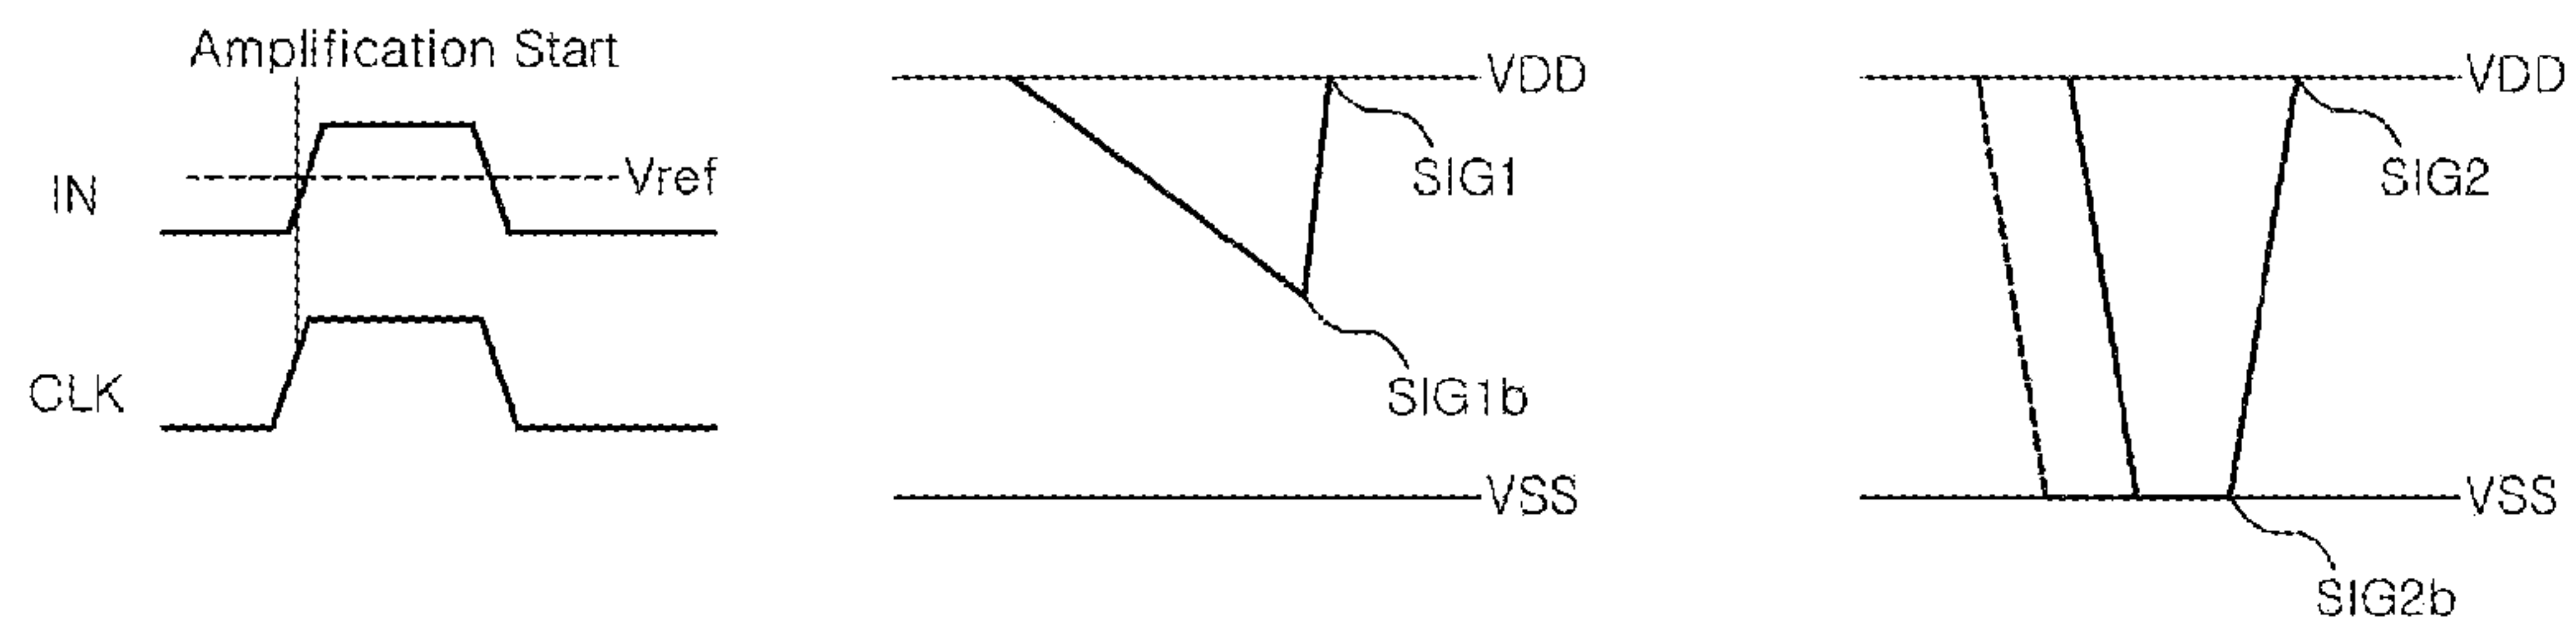 Amplification Start
IN
Vref
CLK
VDD
SIG1
SIG1b
VSS
VDD
SIG2
VSS
SIG2b